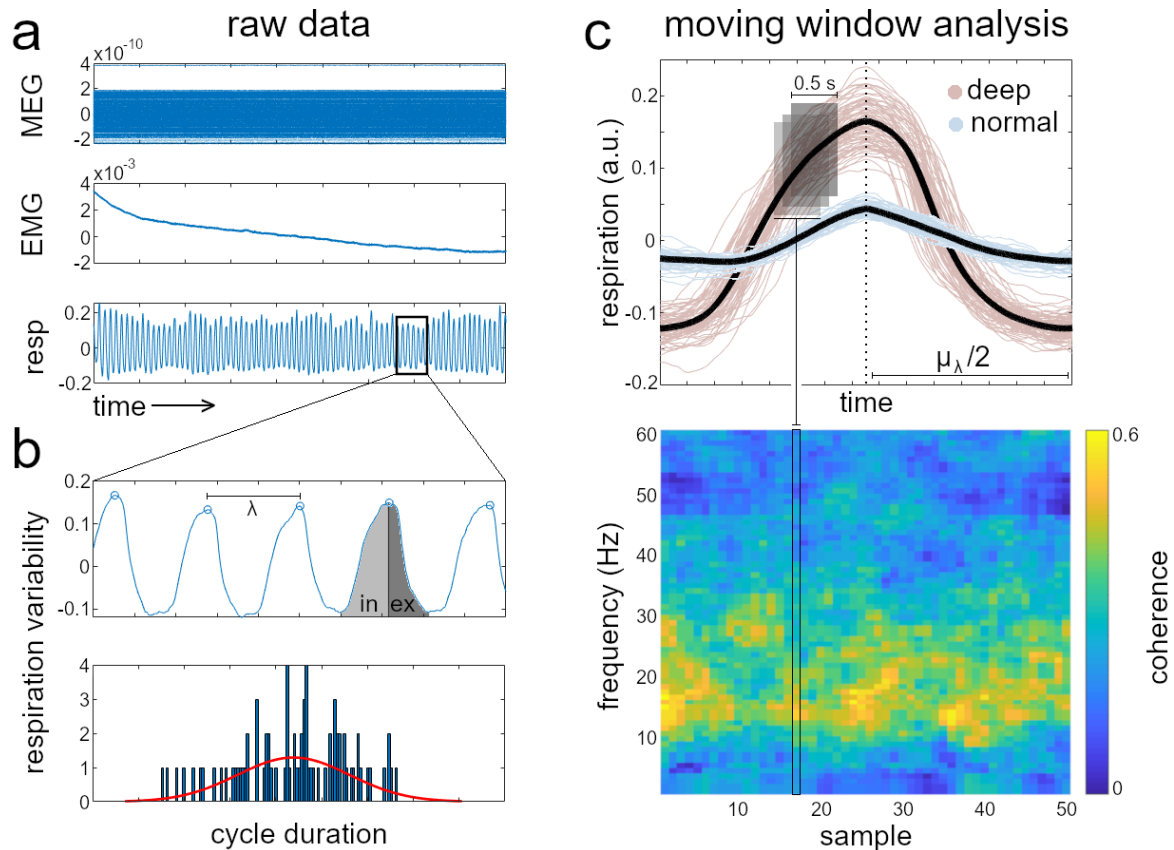 a
raw data
×10⁻¹⁰
MEG
4
2
0
-2
×10⁻³
EMG
4
2
0
-2
resp
0.2
0
-0.2
time
b
respiration variability
0.2
0.1
0
-0.1
λ
in
ex
4
3
2
1
0
cycle duration
c
moving window analysis
0.5 s
deep
normal
respiration (a.u.)
0.2
0.1
0
-0.1
-0.2
μλ/2
time
frequency (Hz)
60
50
40
30
20
10
10
20
30
40
50
sample
0.6
0
coherence